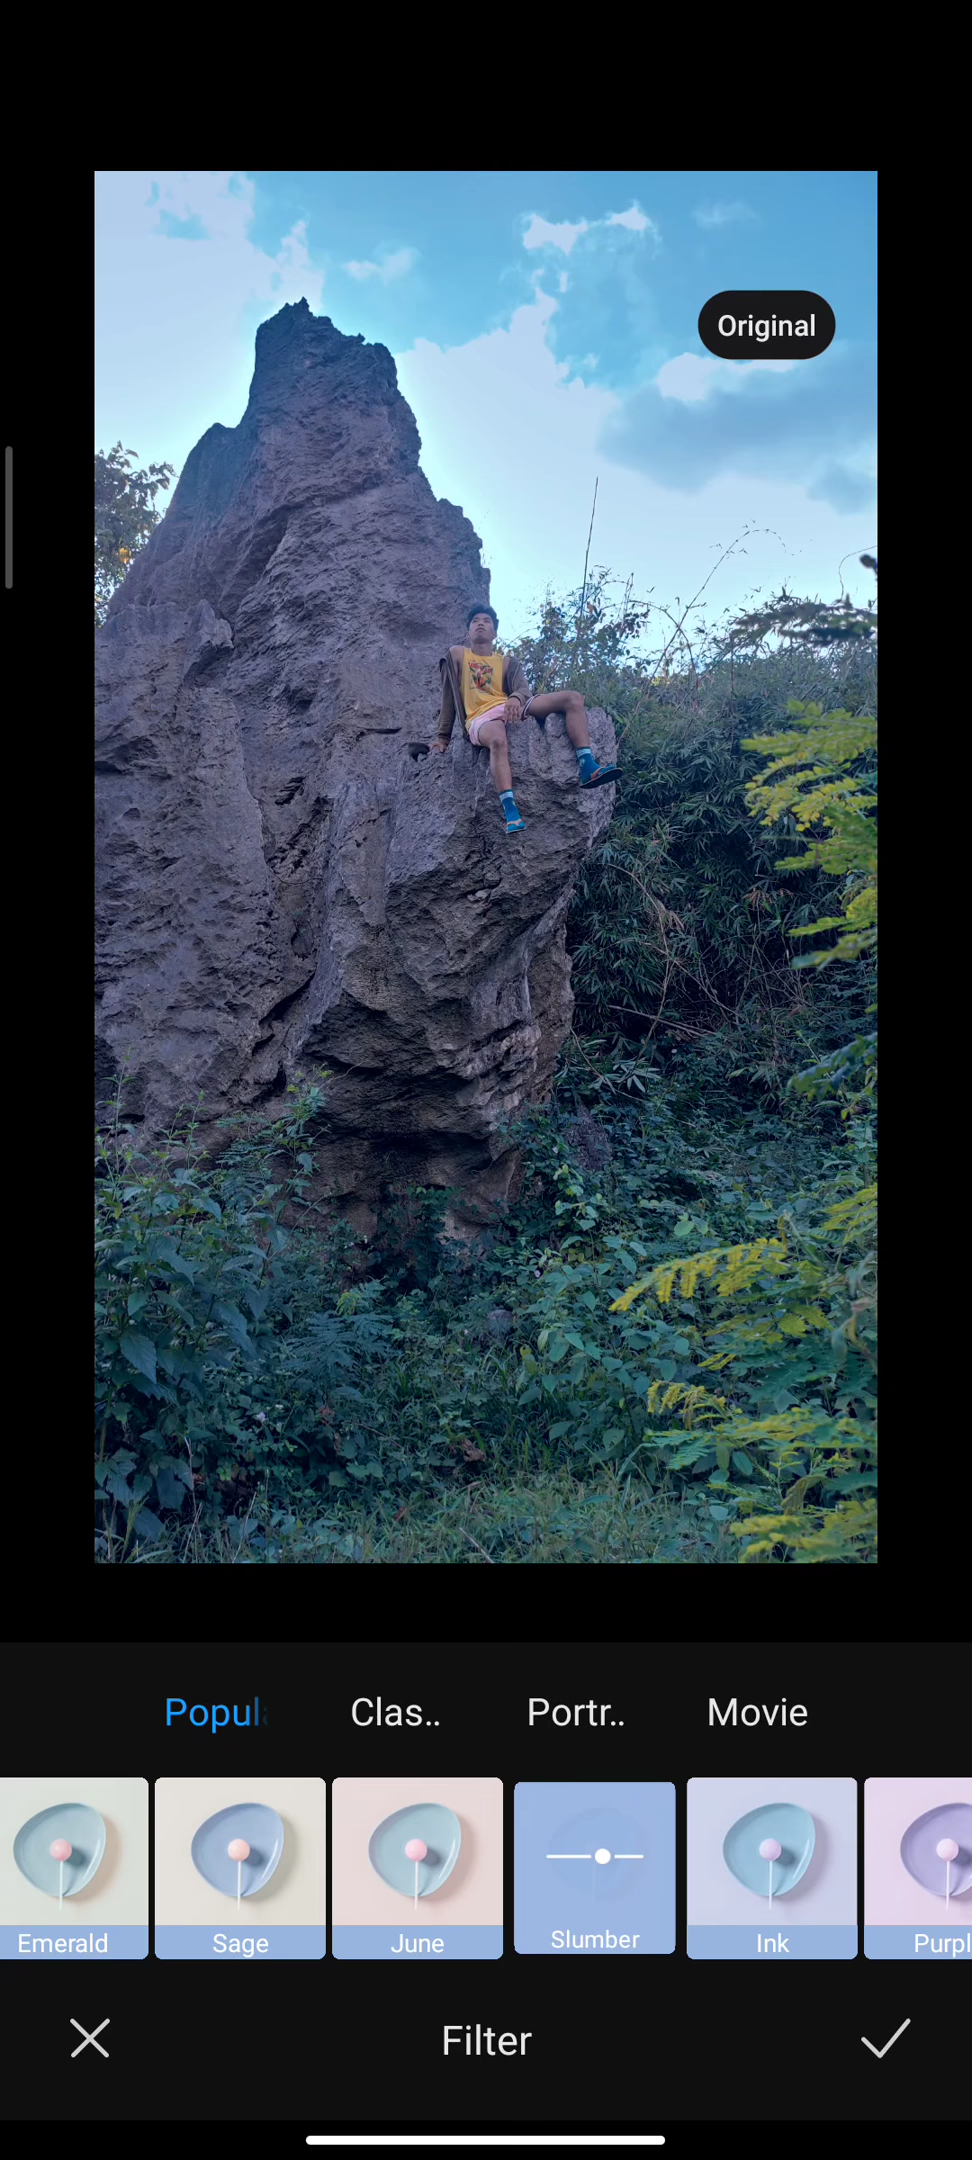 Original
Popul
Clas..
Portr..
Movie
Emerald
Sage
June
Slumber
Ink
Purpl
Filter